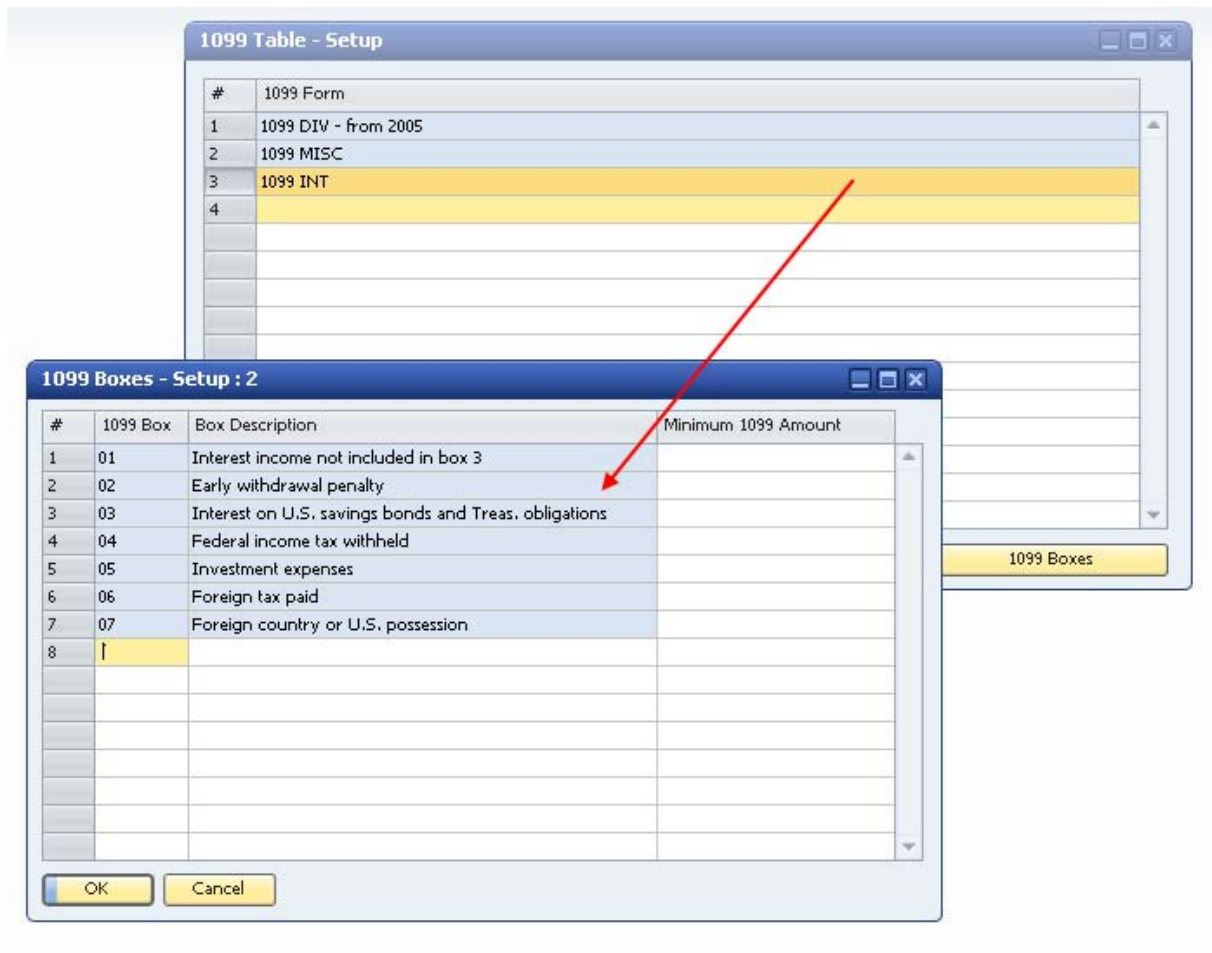 1099 Table - Setup
# 1099 Form
1 1099 DIV - from 2005
2 1099 MISC
3 1099 INT
4
1099 Boxes - Setup : 2
# 1099 Box Box Description Minimum 1099 Amount
1 01 Interest income not included in box 3
2 02 Early withdrawal penalty
3 03 Interest on U.S. savings bonds and Treas. obligations
4 04 Federal income tax withheld
5 05 Investment expenses
6 06 Foreign tax paid
7 07 Foreign country or U.S. possession
8
1099 Boxes
OK Cancel